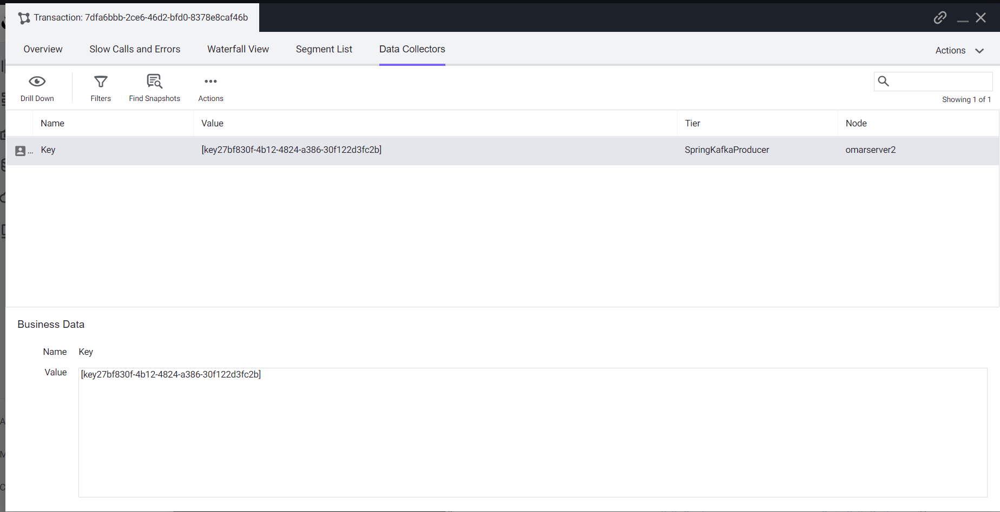 Transaction: 7dfa6bbb-2ce6-46d2-bfd0-8378e8caf46b
Overview Slow Calls and Errors Waterfall View Segment List Data Collectors Actions
Drill Down Filters Find Snapshots Actions
Showing 1 of 1
Name Value Tier Node
... Key [key27bf830f-4b12-4824-a386-30f122d3fc2b] SpringKafkaProducer omarserver2
Business Data
Name Key
Value [key27bf830f-4b12-4824-a386-30f122d3fc2b]